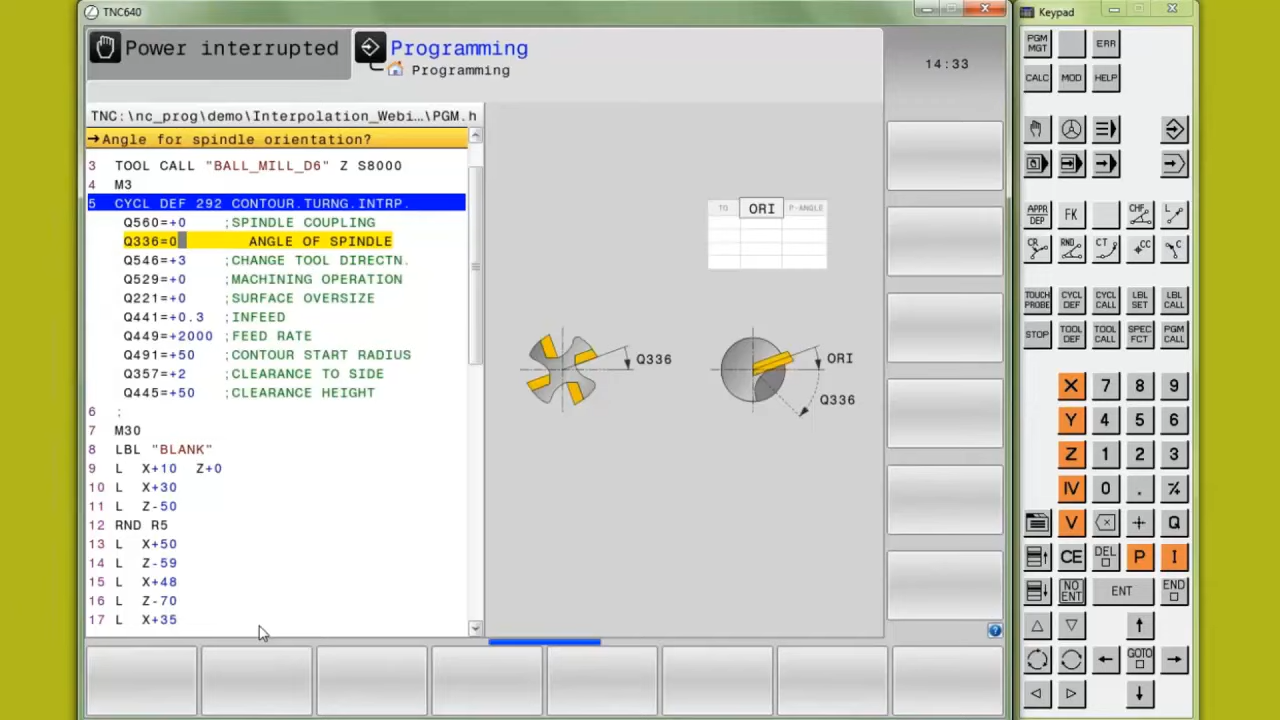 TNC640
Power interrupted
Programming
Programming
14:33
TNC:\nc_prog\demo\Interpolation_Webi…\PGM.h
→Angle for spindle orientation?
3 TOOL CALL "BALL_MILL_D6" Z S8000
4 M3
5 CYCL DEF 292 CONTOUR.TURNG.INTRP.
Q560=+0 ;SPINDLE COUPLING
Q336=0 ANGLE OF SPINDLE
Q546=+3 ;CHANGE TOOL DIRECTN.
Q529=+0 ;MACHINING OPERATION
Q221=+0 ;SURFACE OVERSIZE
Q441=+0.3 ;INFEED
Q449=+2000 ;FEED RATE
Q491=+50 ;CONTOUR START RADIUS
Q357=+2 ;CLEARANCE TO SIDE
Q445=+50 ;CLEARANCE HEIGHT
6 ;
7 M30
8 LBL "BLANK"
9 L X+10 Z+0
10 L X+30
11 L Z-50
12 RND R5
13 L X+50
14 L Z-59
15 L X+48
16 L Z-70
17 L X+35
TO ORI P-ANGLE
Q336
ORI
Q336
?
Keypad
PGM MGT ERR
CALC MOD HELP
APPR DEP FK CHF L
CR RND CT CC C
TOUCH PROBE CYCL DEF CYCL CALL LBL SET LBL CALL
STOP TOOL DEF TOOL CALL SPEC FCT PGM CALL
X 7 8 9
Y 4 5 6
Z 1 2 3
IV 0 . -/+
V + Q
CE DEL P I
NO ENT ENT END
GOTO